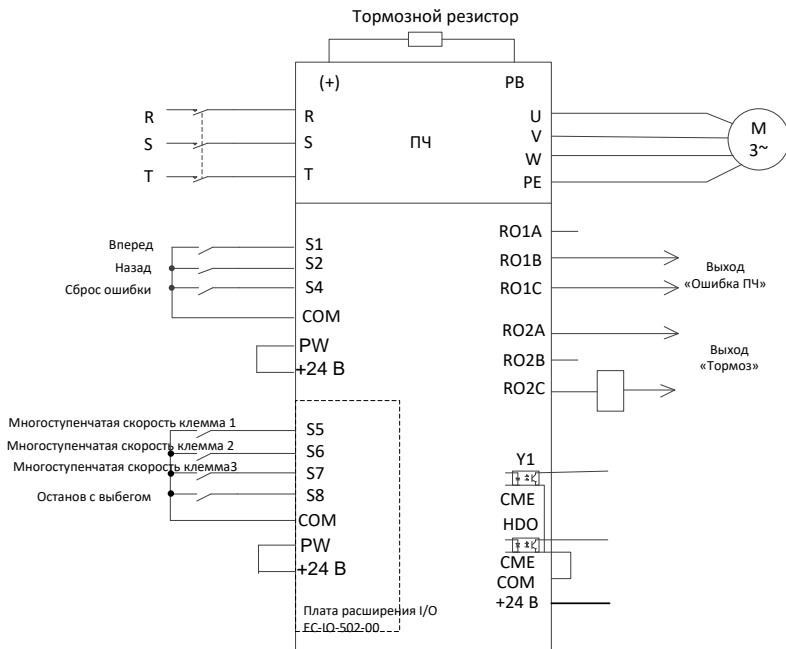 Тормозной резистор
(+)
PB
R
R
U
S
S
ПЧ
V
W
T
T
PE
M
3~
Вперед
S1
Назад
S2
Сброс ошибки
S4
COM
PW
+24 В
RO1A
RO1B
RO1C
Выход
«Ошибка ПЧ»
RO2A
RO2B
RO2C
Выход
«Тормоз»
Многоступенчатая скорость клемма 1
S5
Многоступенчатая скорость клемма 2
S6
Многоступенчатая скорость клемма3
S7
Останов с выбегом
S8
COM
PW
+24 В
Плата расширения I/O
EC-IO-502-00
Y1
CME
HDO
CME
COM
+24 В